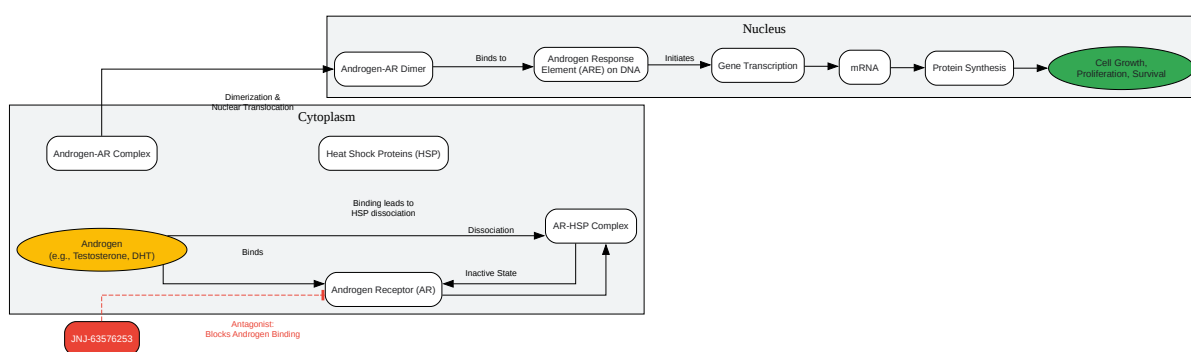 Nucleus
Androgen-AR Dimer
Binds to
Androgen Response
Element (ARE) on DNA
Initiates
Gene Transcription
mRNA
Protein Synthesis
Cell Growth,
Proliferation, Survival
Dimerization &
Nuclear Translocation
Cytoplasm
Androgen-AR Complex
Heat Shock Proteins (HSP)
Binding leads to
HSP dissociation
AR-HSP Complex
Dissociation
Androgen
(e.g., Testosterone, DHT)
Binds
Inactive State
Androgen Receptor (AR)
Antagonist:
Blocks Androgen Binding
JNJ-63576253